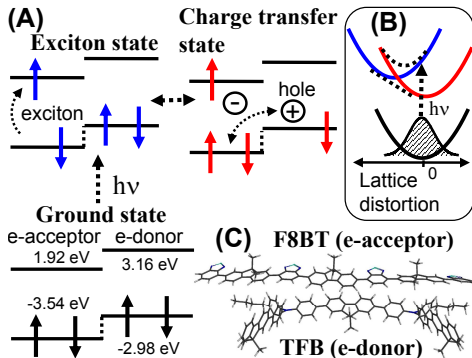 (A)
Exciton state
exciton
Charge transfer
state
−
hole
+
hν
Ground state
e-acceptor
e-donor
1.92 eV
3.16 eV
-3.54 eV
-2.98 eV
(B)
hν
0
Lattice
distortion
(C)
F8BT (e-acceptor)
TFB (e-donor)